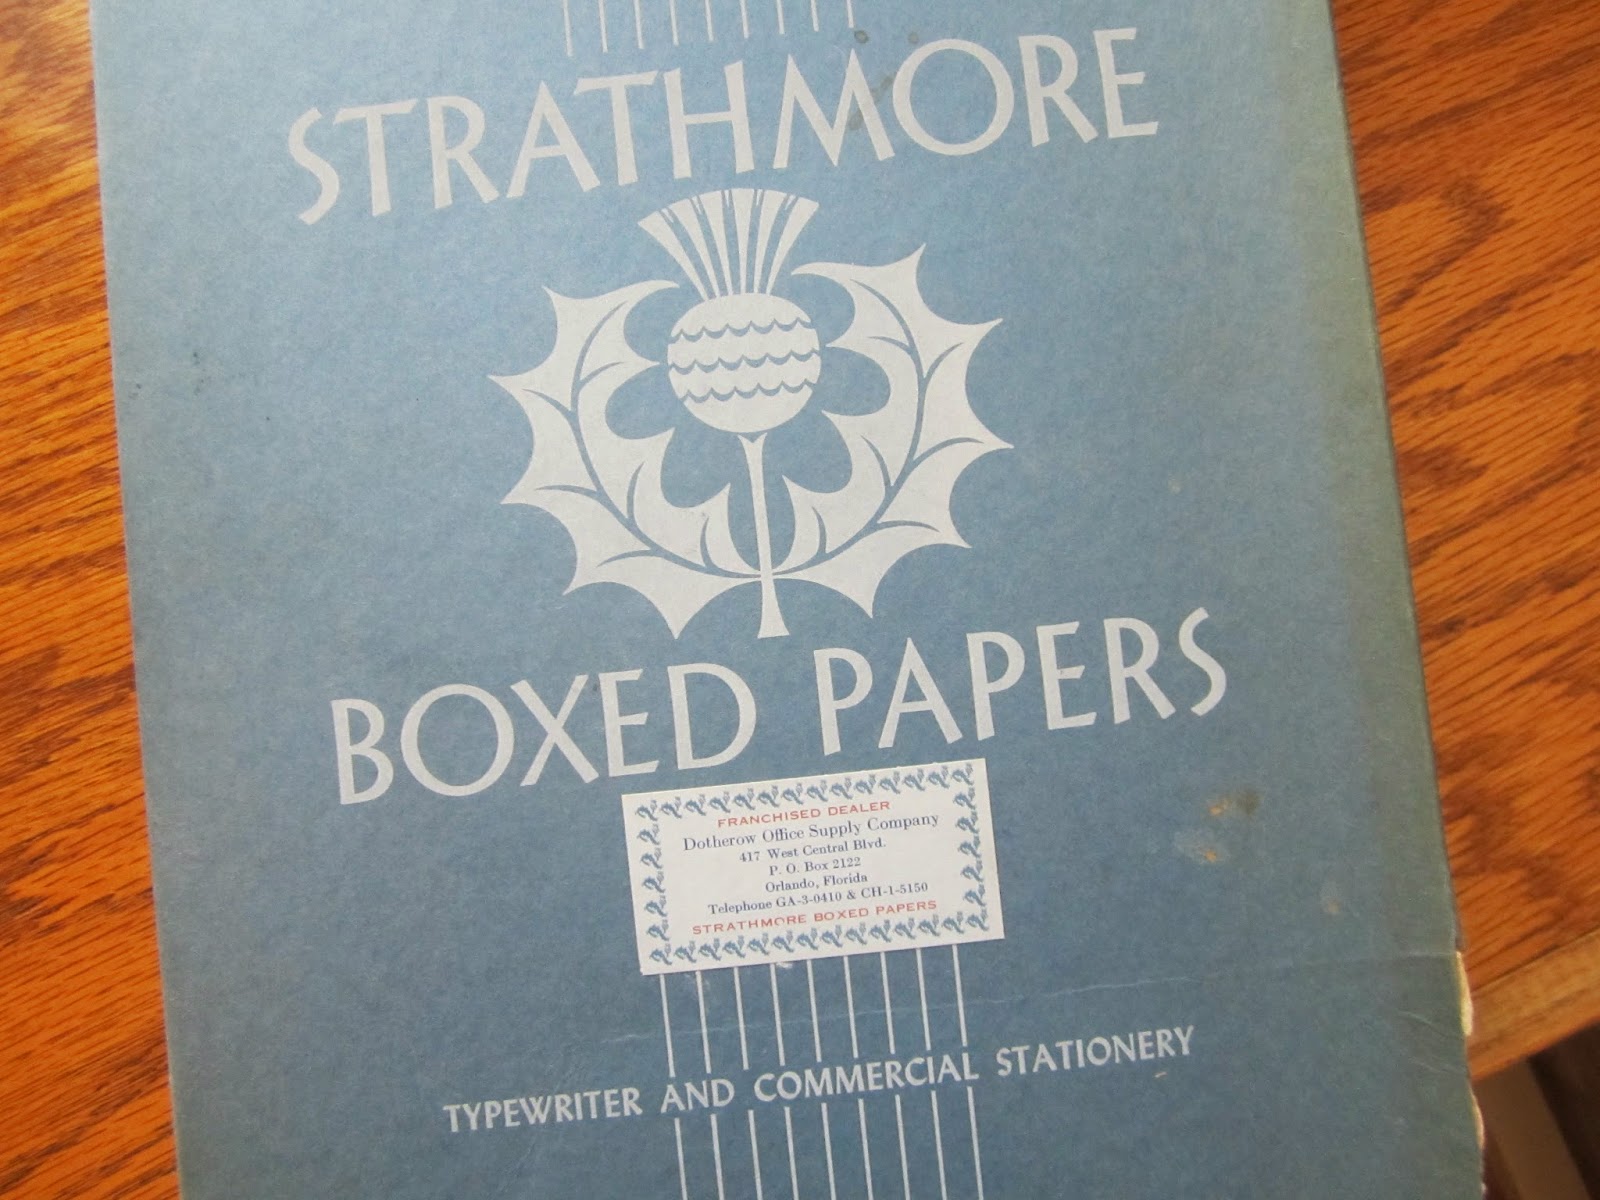 STRATHMORE
BOXED PAPERS
FRANCHISED DEALER
Dotherow Office Supply Company
417 West Central Blvd.
P. O. Box 2122
Orlando, Florida
Telephone GA-3-0410 & CH-1-5150
STRATHMORE BOXED PAPERS
TYPEWRITER AND COMMERCIAL STATIONERY